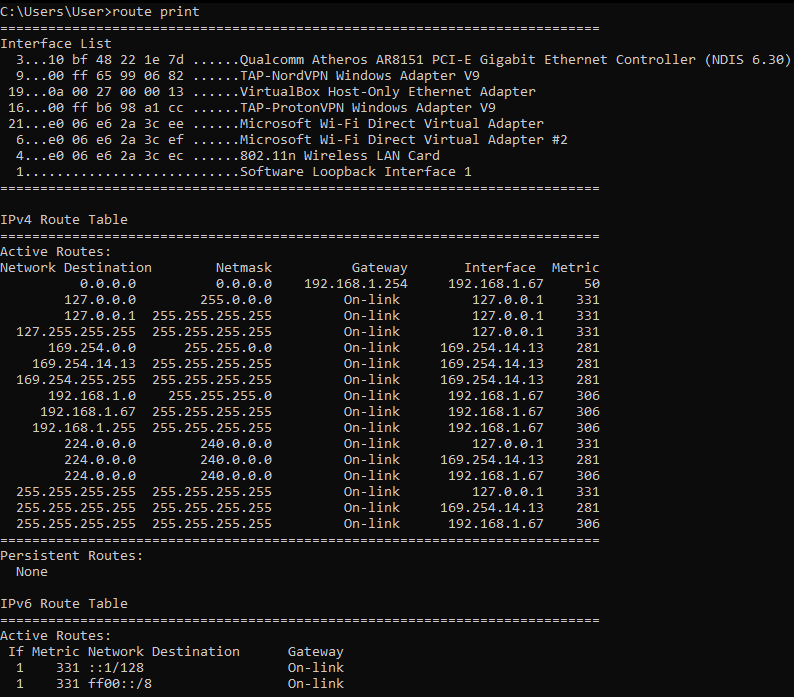 C:\Users\User>route print
===========================================================================
Interface List
  3...10 bf 48 22 1e 7d ......Qualcomm Atheros AR8151 PCI-E Gigabit Ethernet Controller (NDIS 6.30)
  9...00 ff 65 99 06 82 ......TAP-NordVPN Windows Adapter V9
 19...0a 00 27 00 00 13 ......VirtualBox Host-Only Ethernet Adapter
 16...00 ff b6 98 a1 cc ......TAP-ProtonVPN Windows Adapter V9
 21...e0 06 e6 2a 3c ee ......Microsoft Wi-Fi Direct Virtual Adapter
  6...e0 06 e6 2a 3c ef ......Microsoft Wi-Fi Direct Virtual Adapter #2
  4...e0 06 e6 2a 3c ec ......802.11n Wireless LAN Card
  1...........................Software Loopback Interface 1
===========================================================================

IPv4 Route Table
===========================================================================
Active Routes:
Network Destination        Netmask          Gateway       Interface  Metric
          0.0.0.0          0.0.0.0    192.168.1.254     192.168.1.67     50
        127.0.0.0        255.0.0.0         On-link         127.0.0.1    331
        127.0.0.1  255.255.255.255         On-link         127.0.0.1    331
  127.255.255.255  255.255.255.255         On-link         127.0.0.1    331
      169.254.0.0      255.255.0.0         On-link     169.254.14.13    281
    169.254.14.13  255.255.255.255         On-link     169.254.14.13    281
  169.254.255.255  255.255.255.255         On-link     169.254.14.13    281
      192.168.1.0    255.255.255.0         On-link      192.168.1.67    306
     192.168.1.67  255.255.255.255         On-link      192.168.1.67    306
    192.168.1.255  255.255.255.255         On-link      192.168.1.67    306
        224.0.0.0        240.0.0.0         On-link         127.0.0.1    331
        224.0.0.0        240.0.0.0         On-link     169.254.14.13    281
        224.0.0.0        240.0.0.0         On-link      192.168.1.67    306
  255.255.255.255  255.255.255.255         On-link         127.0.0.1    331
  255.255.255.255  255.255.255.255         On-link     169.254.14.13    281
  255.255.255.255  255.255.255.255         On-link      192.168.1.67    306
===========================================================================
Persistent Routes:
  None

IPv6 Route Table
===========================================================================
Active Routes:
 If Metric Network Destination      Gateway
  1    331 ::1/128                  On-link
  1    331 ff00::/8                 On-link